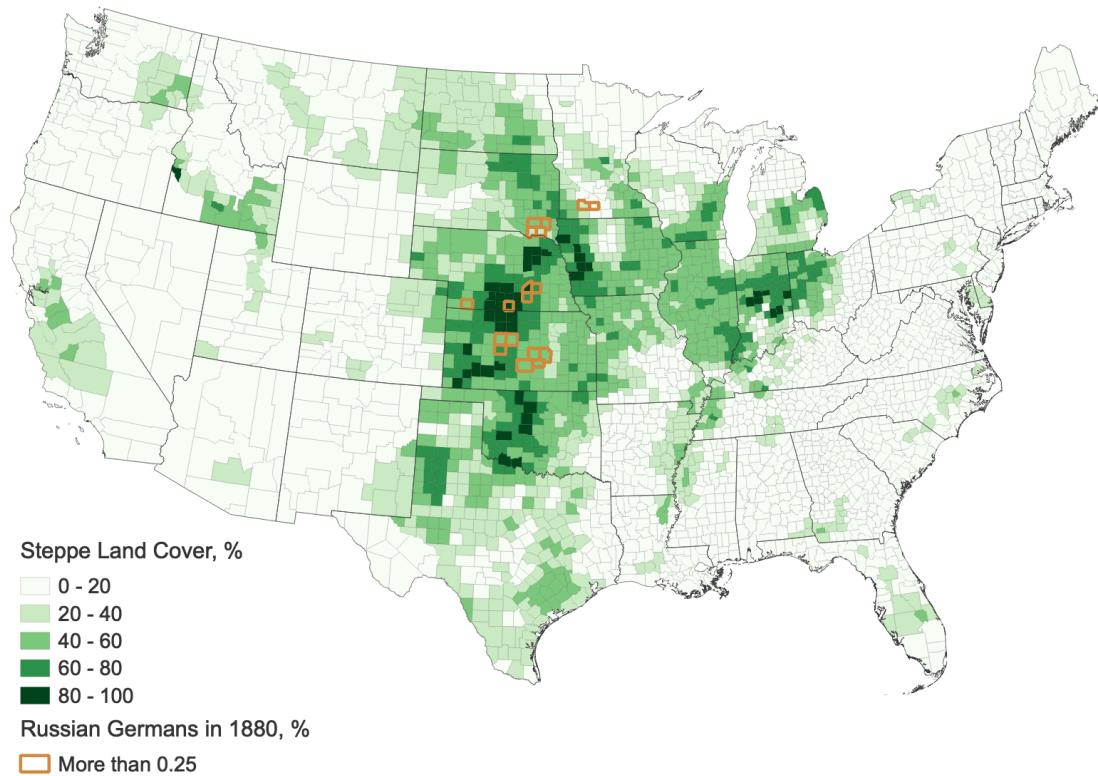 Steppe Land Cover, %
0 - 20
20 - 40
40 - 60
60 - 80
80 - 100
Russian Germans in 1880, %
More than 0.25